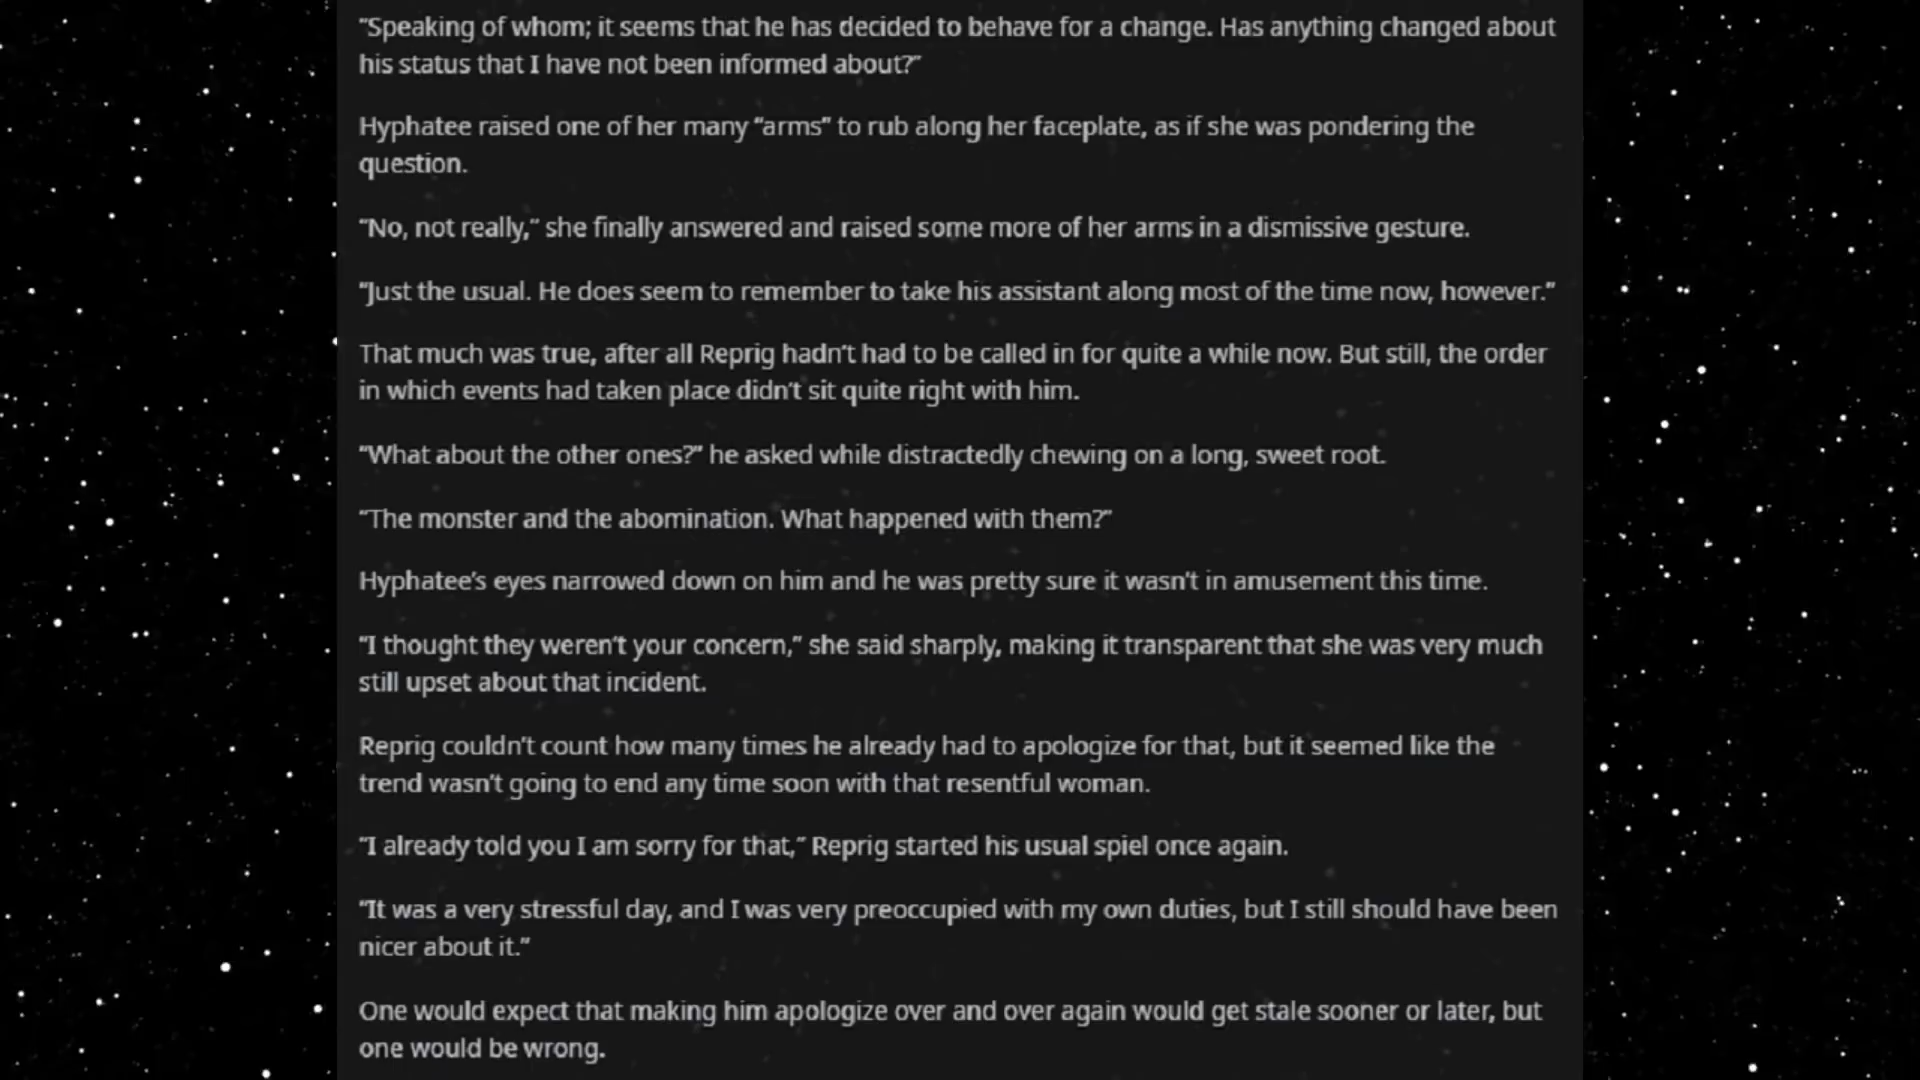 “Speaking of whom; it seems that he has decided to behave for a change. Has anything changed about
his status that I have not been informed about?”
Hyphatee raised one of her many “arms” to rub along her faceplate, as if she was pondering the
question.
“No, not really,” she finally answered and raised some more of her arms in a dismissive gesture.
“Just the usual. He does seem to remember to take his assistant along most of the time now, however.”
That much was true, after all Reprig hadn’t had to be called in for quite a while now. But still, the order
in which events had taken place didn’t sit quite right with him.
“What about the other ones?” he asked while distractedly chewing on a long, sweet root.
“The monster and the abomination. What happened with them?”
Hyphatee’s eyes narrowed down on him and he was pretty sure it wasn’t in amusement this time.
“I thought they weren’t your concern,” she said sharply, making it transparent that she was very much
still upset about that incident.
Reprig couldn’t count how many times he already had to apologize for that, but it seemed like the
trend wasn’t going to end any time soon with that resentful woman.
“I already told you I am sorry for that,” Reprig started his usual spiel once again.
“It was a very stressful day, and I was very preoccupied with my own duties, but I still should have been
nicer about it.”
One would expect that making him apologize over and over again would get stale sooner or later, but
one would be wrong.